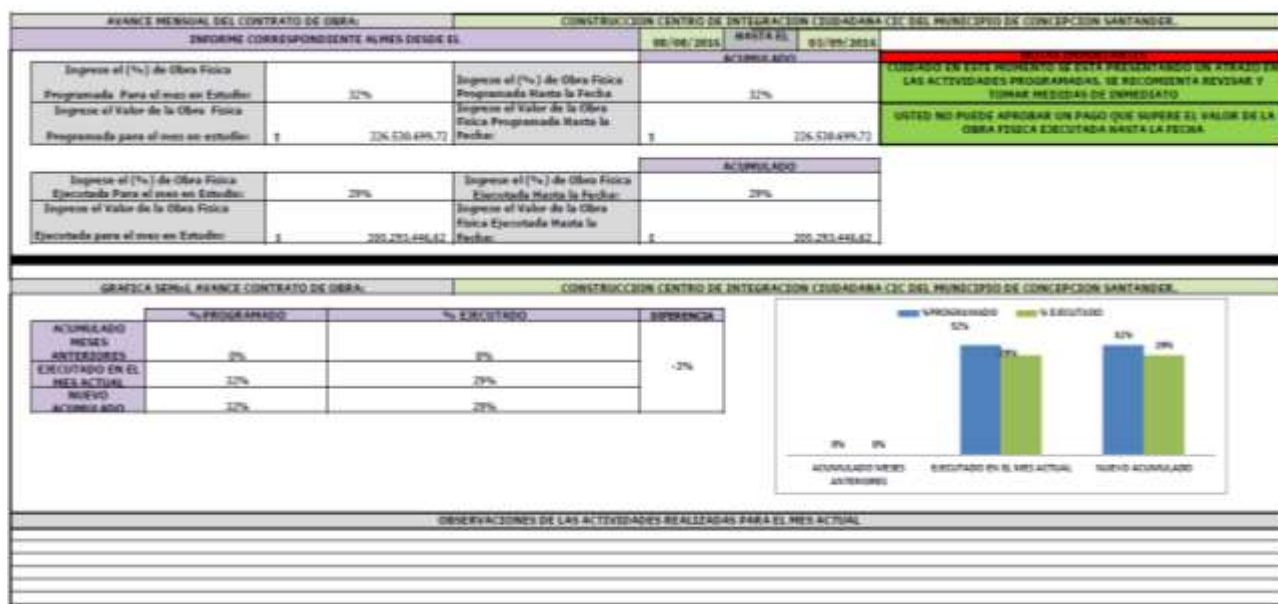 AVANCE MENSUAL DEL CONTRATO DE OBRA:
CONSTRUCCION CENTRO DE INTEGRACION CIUDADANA CIC DEL MUNICIPIO DE CONCEPCION SANTANDER.
INFORME CORRESPONDIENTE AL MES DESDE EL
08/08/2016
HASTA EL
03/09/2016
ACUMULADO
Ingrese el (%) de Obra Fisica
Programada Para el mes en Estudio:
32%
Ingrese el (%) de Obra Fisica
Programada Hasta la Fecha
32%
CUIDADO EN ESTE MOMENTO SE ESTA PRESENTANDO UN ATRAZO EN
LAS ACTIVIDADES PROGRAMADAS. SE RECOMIENTA REVISAR Y
TOMAR MEDIDAS DE INMEDIATO
Ingrese el Valor de la Obra Fisica
Programada para el mes en estudio:
$ 226.530.699,72
Ingrese el Valor de la Obra
Fisica Programada Hasta la
Fecha:
$ 226.530.699,72
USTED NO PUEDE APROBAR UN PAGO QUE SUPERE EL VALOR DE LA
OBRA FISICA EJECUTADA HASTA LA FECHA
ACUMULADO
Ingrese el (%) de Obra Fisica
Ejecutada Para el mes en Estudio:
29%
Ingrese el (%) de Obra Fisica
Ejecutada Hasta la Fecha:
29%
Ingrese el Valor de la Obra Fisica
Ejecutada para el mes en Estudio:
$ 205.293.446,62
Ingrese el Valor de la Obra
Fisica Ejecutada Hasta la
Fecha:
$ 205.293.446,62
GRAFICA AVANCE CONTRATO DE OBRA:
CONSTRUCCION CENTRO DE INTEGRACION CIUDADANA CIC DEL MUNICIPIO DE CONCEPCION SANTANDER.
%PROGRAMADO
% EJECUTADO
DIFERENCIA
ACUMULADO
MESES
ANTERIORES
0%
0%
EJECUTADO EN EL
MES ACTUAL
32%
29%
NUEVO
ACUMULADO
32%
29%
-3%
%PROGRAMADO
% EJECUTADO
0%
0%
32%
29%
32%
29%
ACUMULADO MESES
ANTERIORES
EJECUTADO EN EL MES ACTUAL
NUEVO ACUMULADO
OBSERVACIONES DE LAS ACTIVIDADES REALIZADAS PARA EL MES ACTUAL